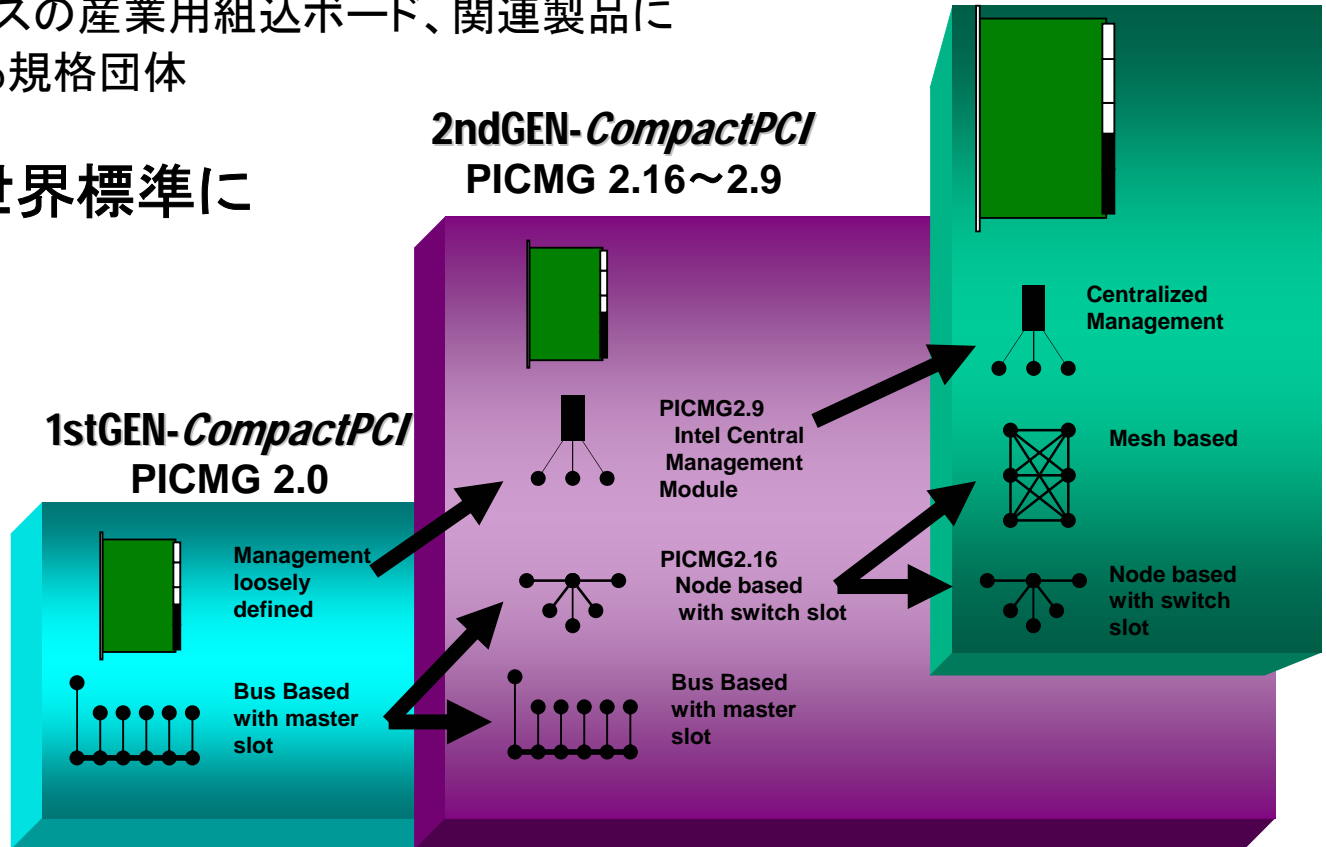 スの産業用組込ボード、関連製品に
る規格団体
世界標準に
2ndGEN-CompactPCI
PICMG 2.16～2.9
1stGEN-CompactPCI
PICMG 2.0
Management
loosely
defined
Bus Based
with master
slot
PICMG2.9
Intel Central
Management
Module
PICMG2.16
Node based
with switch slot
Bus Based
with master
slot
Centralized
Management
Mesh based
Node based
with switch
slot